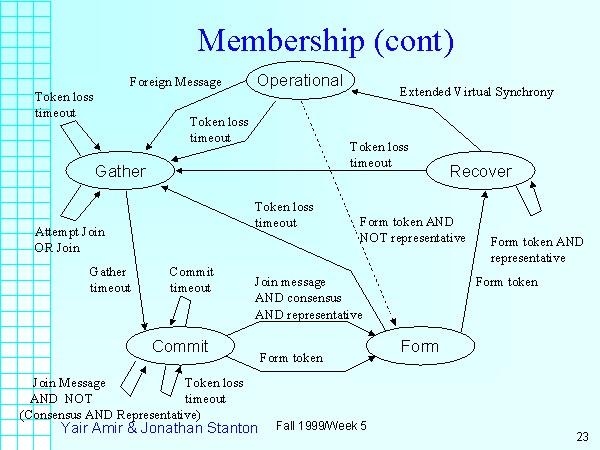 Membership (cont)
Foreign Message
Operational
Extended Virtual Synchrony
Token loss
timeout
Token loss
timeout
Token loss
timeout
Gather
Recover
Token loss
timeout
Form token AND
NOT representative
Attempt Join
OR Join
Form token AND
representative
Gather
timeout
Commit
timeout
Join message
AND consensus
AND representative
Form token
Commit
Form
Form token
Join Message
AND NOT
(Consensus AND Representative)
Token loss
timeout
Yair Amir & Jonathan Stanton
Fall 1999/Week 5
23